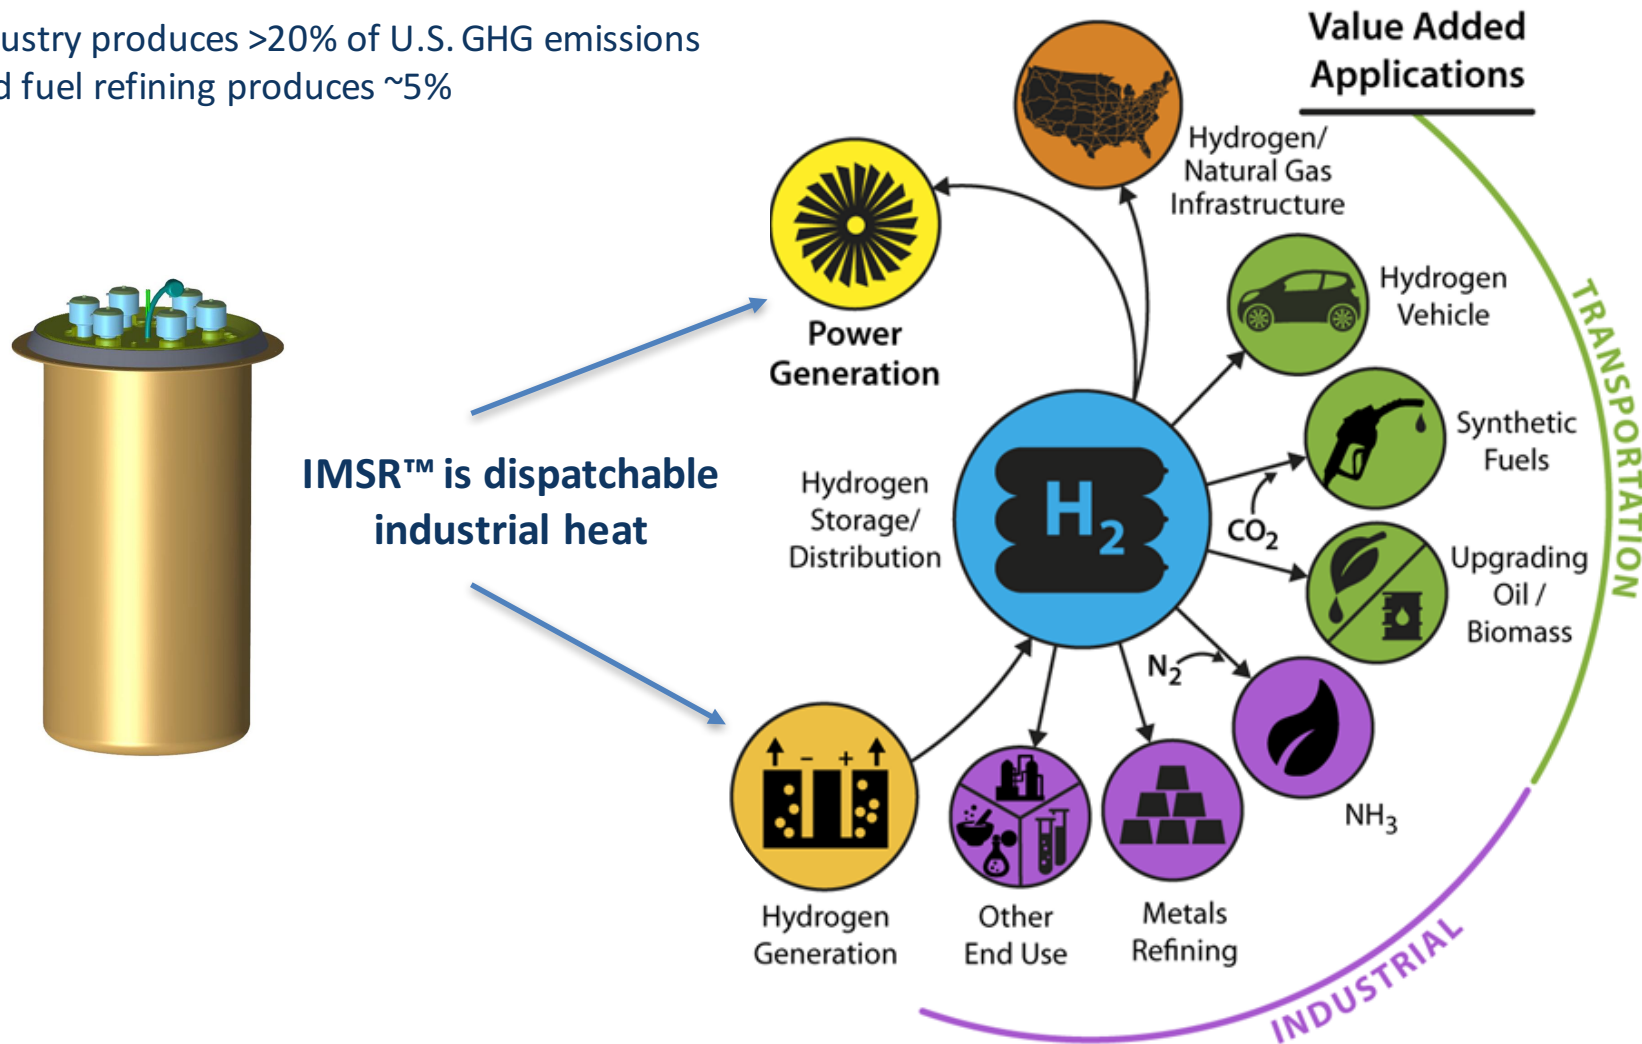 ustry produces >20% of U.S. GHG emissions
d fuel refining produces ~5%
Value Added
Applications
Hydrogen/
Natural Gas
Infrastructure
Power
Generation
Hydrogen
Vehicle
TRANSPORTATION
Synthetic
Fuels
IMSR™ is dispatchable
industrial heat
Hydrogen
Storage/
Distribution
H₂
CO₂
Upgrading
Oil /
Biomass
N₂
NH₃
− +
Hydrogen
Generation
Other
End Use
Metals
Refining
INDUSTRIAL